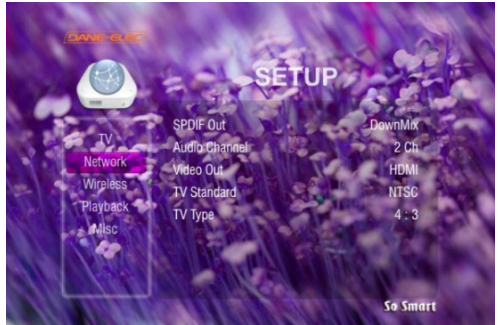 DANE-ELEC
SETUP
TV
Network
Wireless
Playback
Misc
SPDIF Out DownMix
Audio Channel 2 Ch
Video Out HDMI
TV Standard NTSC
TV Type 4 : 3
So Smart